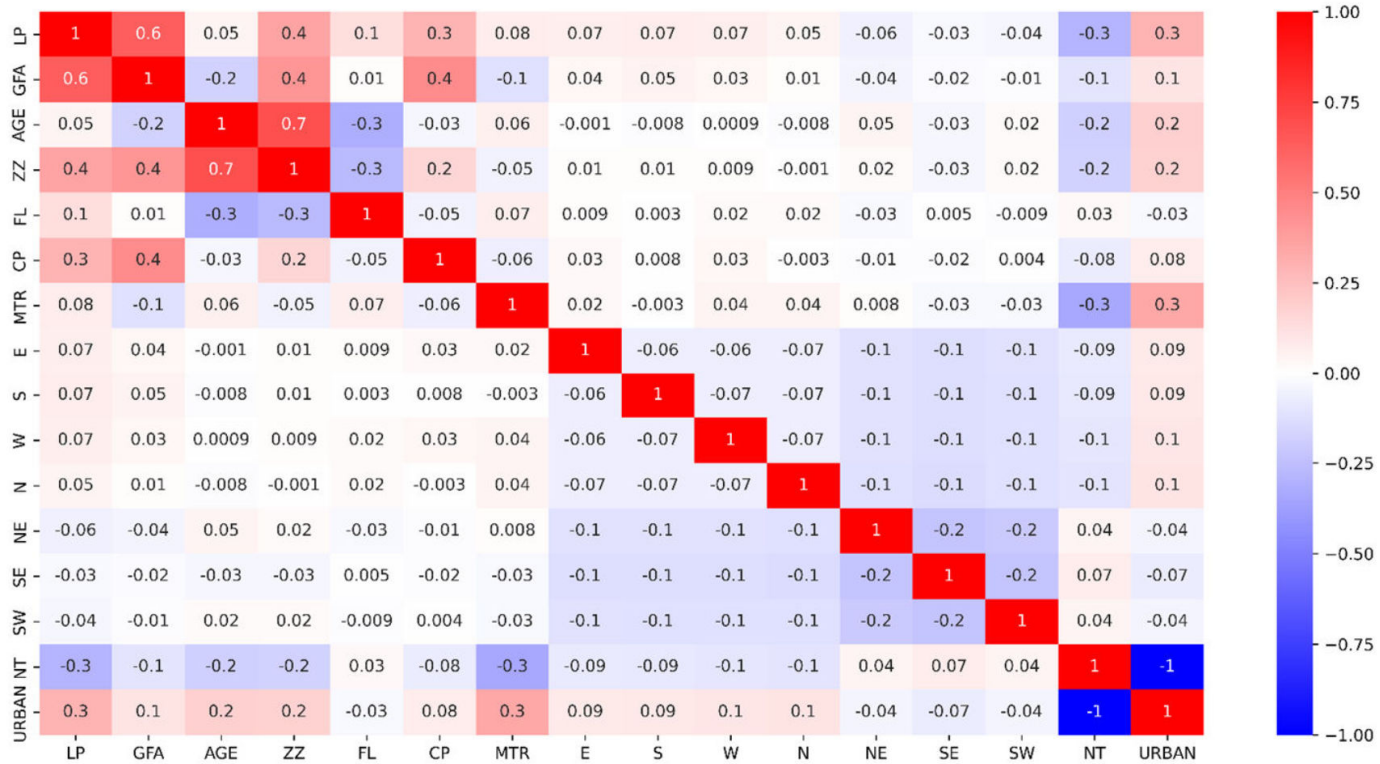 LP 1 0.6 0.05 0.4 0.1 0.3 0.08 0.07 0.07 0.07 0.05 -0.06 -0.03 -0.04 -0.3 0.3
GFA 0.6 1 -0.2 0.4 0.01 0.4 -0.1 0.04 0.05 0.03 0.01 -0.04 -0.02 -0.01 -0.1 0.1
AGE 0.05 -0.2 1 0.7 -0.3 -0.03 0.06 -0.001 -0.008 0.0009 -0.008 0.05 -0.03 0.02 -0.2 0.2
ZZ 0.4 0.4 0.7 1 -0.3 0.2 -0.05 0.01 0.01 0.009 -0.001 0.02 -0.03 0.02 -0.2 0.2
FL 0.1 0.01 -0.3 -0.3 1 -0.05 0.07 0.009 0.003 0.02 0.02 -0.03 0.005 -0.009 0.03 -0.03
CP 0.3 0.4 -0.03 0.2 -0.05 1 -0.06 0.03 0.008 0.03 -0.003 -0.01 -0.02 0.004 -0.08 0.08
MTR 0.08 -0.1 0.06 -0.05 0.07 -0.06 1 0.02 -0.003 0.04 0.04 0.008 -0.03 -0.03 -0.3 0.3
E 0.07 0.04 -0.001 0.01 0.009 0.03 0.02 1 -0.06 -0.06 -0.07 -0.1 -0.1 -0.1 -0.09 0.09
S 0.07 0.05 -0.008 0.01 0.003 0.008 -0.003 -0.06 1 -0.07 -0.07 -0.1 -0.1 -0.1 -0.09 0.09
W 0.07 0.03 0.0009 0.009 0.02 0.03 0.04 -0.06 -0.07 1 -0.07 -0.1 -0.1 -0.1 -0.1 0.1
N 0.05 0.01 -0.008 -0.001 0.02 -0.003 0.04 -0.07 -0.07 -0.07 1 -0.1 -0.1 -0.1 -0.1 0.1
NE -0.06 -0.04 0.05 0.02 -0.03 -0.01 0.008 -0.1 -0.1 -0.1 -0.1 1 -0.2 -0.2 0.04 -0.04
SE -0.03 -0.02 -0.03 -0.03 0.005 -0.02 -0.03 -0.1 -0.1 -0.1 -0.1 -0.2 1 -0.2 0.07 -0.07
SW -0.04 -0.01 0.02 0.02 -0.009 0.004 -0.03 -0.1 -0.1 -0.1 -0.1 -0.2 -0.2 1 0.04 -0.04
NT -0.3 -0.1 -0.2 -0.2 0.03 -0.08 -0.3 -0.09 -0.09 -0.1 -0.1 0.04 0.07 0.04 1 -1
URBAN 0.3 0.1 0.2 0.2 -0.03 0.08 0.3 0.09 0.09 0.1 0.1 -0.04 -0.07 -0.04 -1 1
LP GFA AGE ZZ FL CP MTR E S W N NE SE SW NT URBAN
1.00
0.75
0.50
0.25
0.00
−0.25
−0.50
−0.75
−1.00